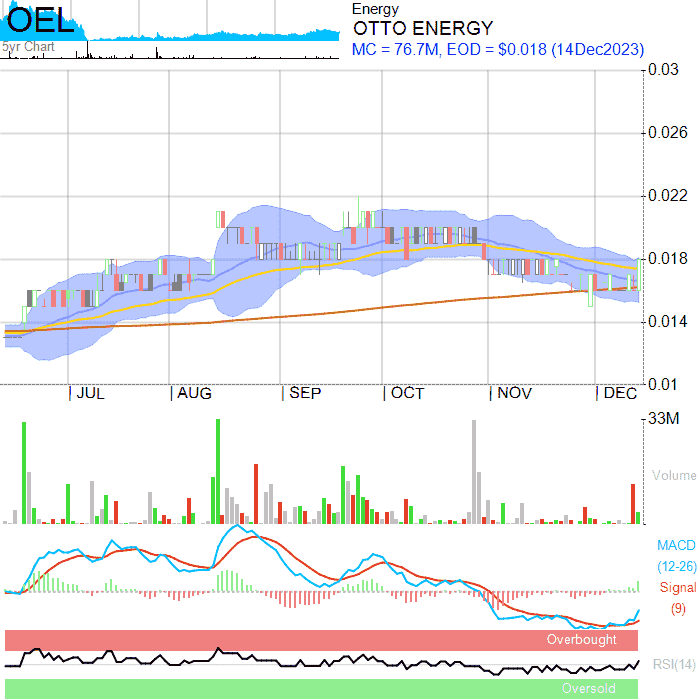 OEL
5yr Chart
Energy
OTTO ENERGY
MC = 76.7M, EOD = $0.018 (14Dec2023)
0.03
0.026
0.022
0.018
0.014
0.01
JUL AUG SEP OCT NOV DEC
33M
Volume
MACD
(12-26)
Signal
(9)
Overbought
RSI(14)
Oversold